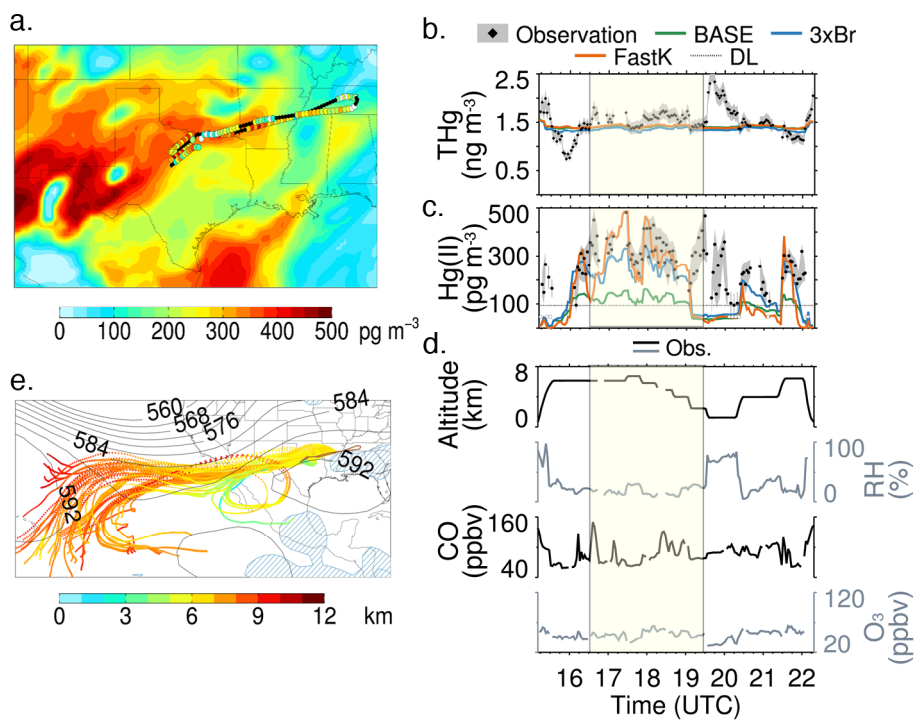 a.
0 100 200 300 400 500 pg m⁻³
b.
Observation BASE 3xBr
FastK DL
2.5
1.5
0.5
THg
(ng m⁻³)
c.
500
300
100
Hg(II)
(pg m⁻³)
d.
Obs.
8
0
Altitude
(km)
100
0
RH
(%)
160
40
CO
(ppbv)
120
20
O₃
(ppbv)
16 17 18 19 20 21 22
Time (UTC)
e.
560
568
576
584
584
592
592
0 3 6 9 12 km